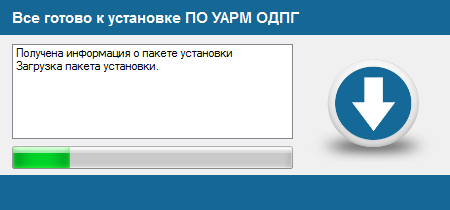 Все готово к установке ПО УАРМ ОДПГ
Получена информация о пакете установки
Загрузка пакета установки.